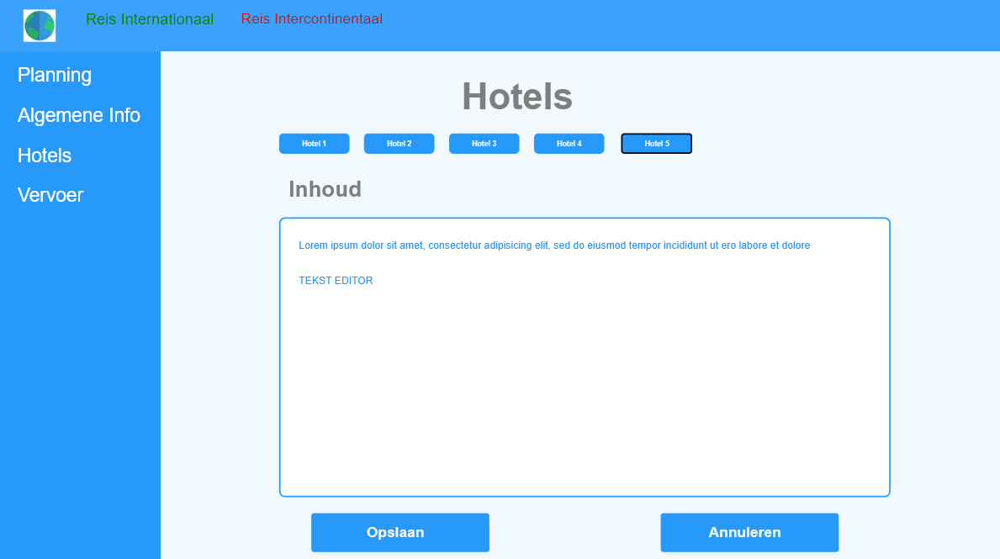 Reis Internationaal
Reis Intercontinentaal
Planning
Algemene Info
Hotels
Vervoer
Hotels
Hotel 1
Hotel 2
Hotel 3
Hotel 4
Hotel 5
Inhoud
Lorem ipsum dolor sit amet, consectetur adipisicing elit, sed do eiusmod tempor incididunt ut ero labore et dolore
TEKST EDITOR
Opslaan
Annuleren